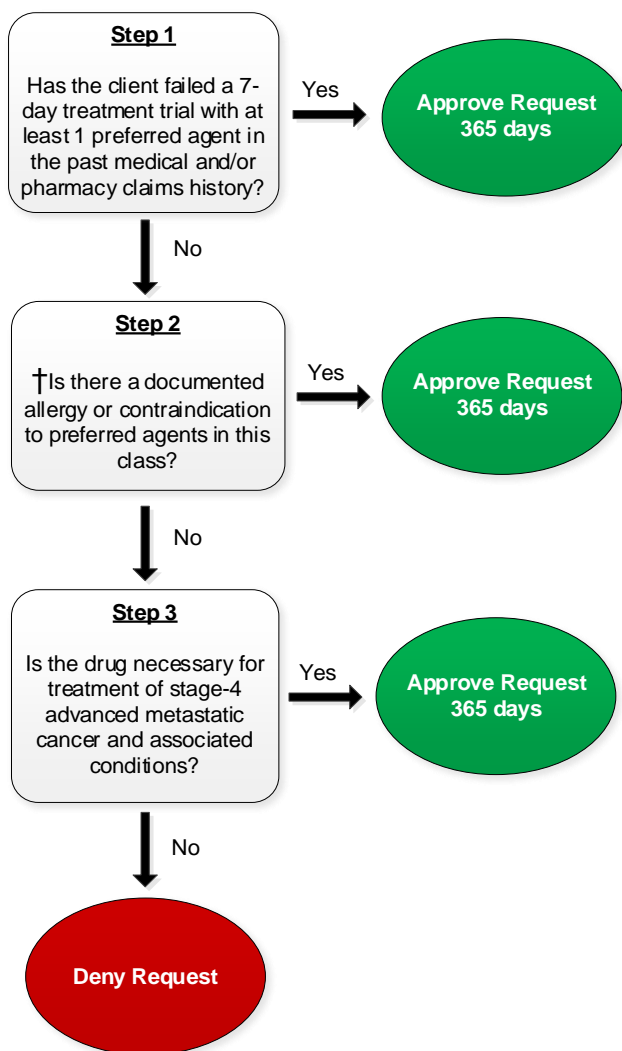 Step 1
Has the client failed a 7-
day treatment trial with at
least 1 preferred agent in
the past medical and/or
pharmacy claims history?
Yes
Approve Request
365 days
No
Step 2
†Is there a documented
allergy or contraindication
to preferred agents in this
class?
Yes
Approve Request
365 days
No
Step 3
Is the drug necessary for
treatment of stage-4
advanced metastatic
cancer and associated
conditions?
Yes
Approve Request
365 days
No
Deny Request